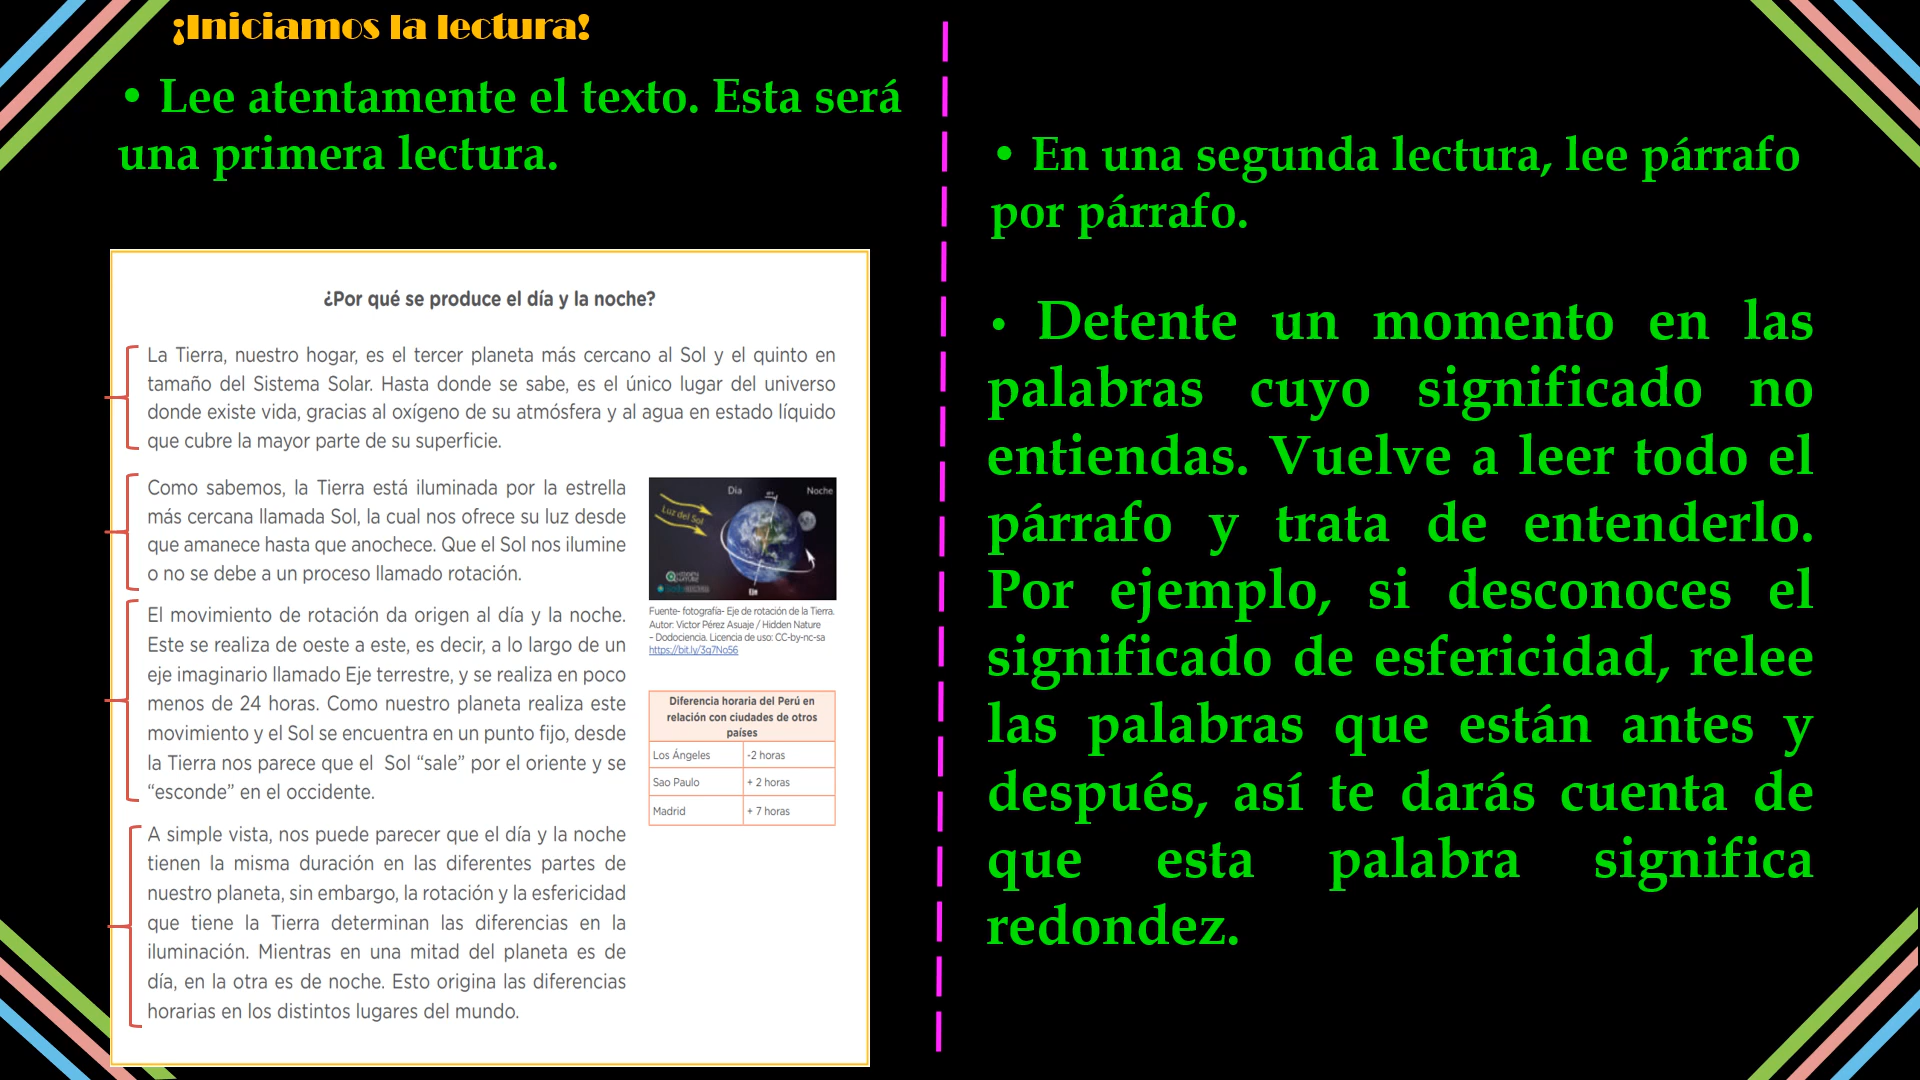 ¡Iniciamos la lectura!
• Lee atentamente el texto. Esta será
una primera lectura.
¿Por qué se produce el día y la noche?
La Tierra, nuestro hogar, es el tercer planeta más cercano al Sol y el quinto en
tamaño del Sistema Solar. Hasta donde se sabe, es el único lugar del universo
donde existe vida, gracias al oxígeno de su atmósfera y al agua en estado líquido
que cubre la mayor parte de su superficie.
Como sabemos, la Tierra está iluminada por la estrella
más cercana llamada Sol, la cual nos ofrece su luz desde
que amanece hasta que anochece. Que el Sol nos ilumine
o no se debe a un proceso llamado rotación.
El movimiento de rotación da origen al día y la noche.
Este se realiza de oeste a este, es decir, a lo largo de un
eje imaginario llamado Eje terrestre, y se realiza en poco
menos de 24 horas. Como nuestro planeta realiza este
movimiento y el Sol se encuentra en un punto fijo, desde
la Tierra nos parece que el Sol “sale” por el oriente y se
“esconde” en el occidente.
A simple vista, nos puede parecer que el día y la noche
tienen la misma duración en las diferentes partes de
nuestro planeta, sin embargo, la rotación y la esfericidad
que tiene la Tierra determinan las diferencias en la
iluminación. Mientras en una mitad del planeta es de
día, en la otra es de noche. Esto origina las diferencias
horarias en los distintos lugares del mundo.
Día
Noche
Luz del Sol
HIDDEN
NATURE
Eje
Fuente- fotografía- Eje de rotación de la Tierra.
Autor: Victor Pérez Asuaje / Hidden Nature
– Dodociencia. Licencia de uso: CC-by-nc-sa
https://bit.ly/3q7No56
Diferencia horaria del Perú en
relación con ciudades de otros
países
Los Ángeles -2 horas
Sao Paulo + 2 horas
Madrid + 7 horas
• En una segunda lectura, lee párrafo
por párrafo.
• Detente un momento en las
palabras cuyo significado no
entiendas. Vuelve a leer todo el
párrafo y trata de entenderlo.
Por ejemplo, si desconoces el
significado de esfericidad, relee
las palabras que están antes y
después, así te darás cuenta de
que esta palabra significa
redondez.